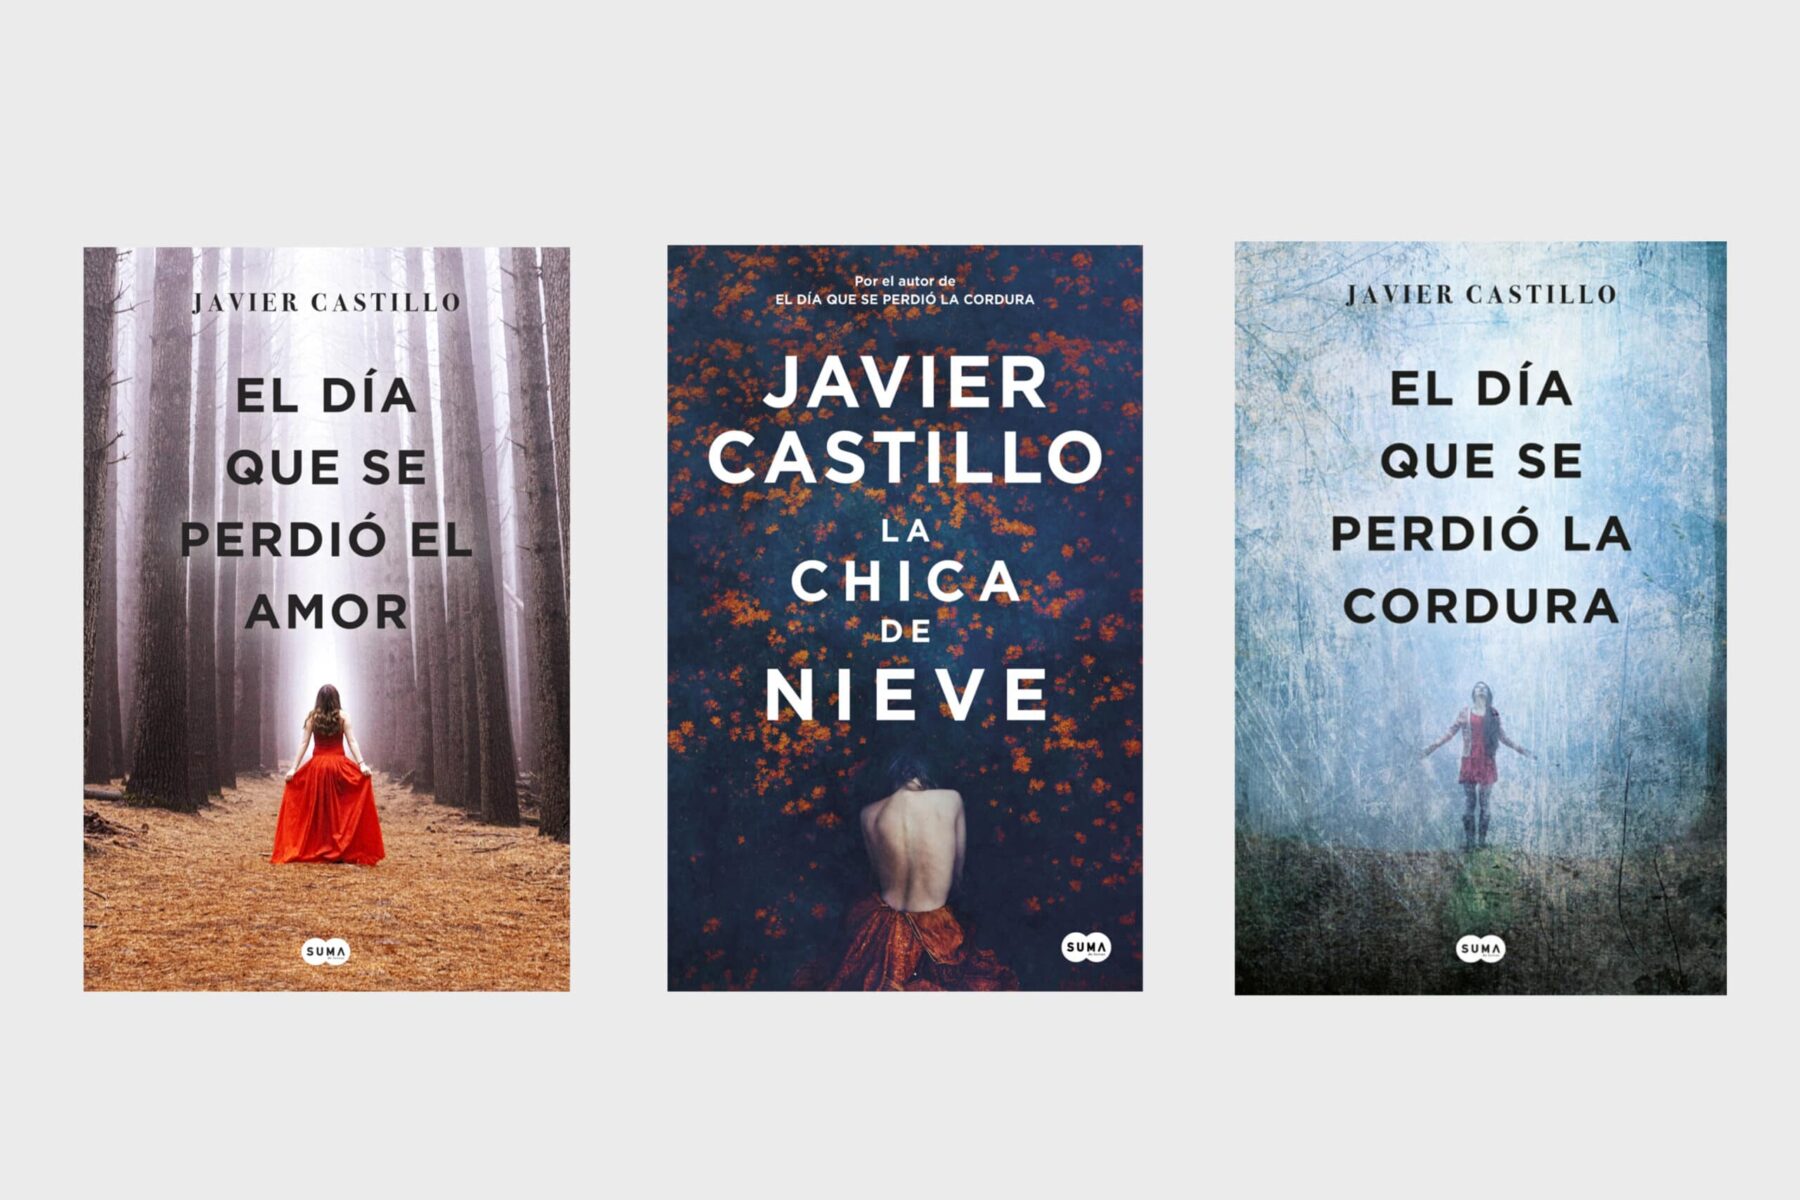 JAVIER CASTILLO
EL DÍA
QUE SE
PERDIÓ EL
AMOR
SUMA
Por el autor de
EL DÍA QUE SE PERDIÓ LA CORDURA
JAVIER
CASTILLO
LA
CHICA
DE
NIEVE
SUMA
JAVIER CASTILLO
EL DÍA
QUE SE
PERDIÓ LA
CORDURA
SUMA